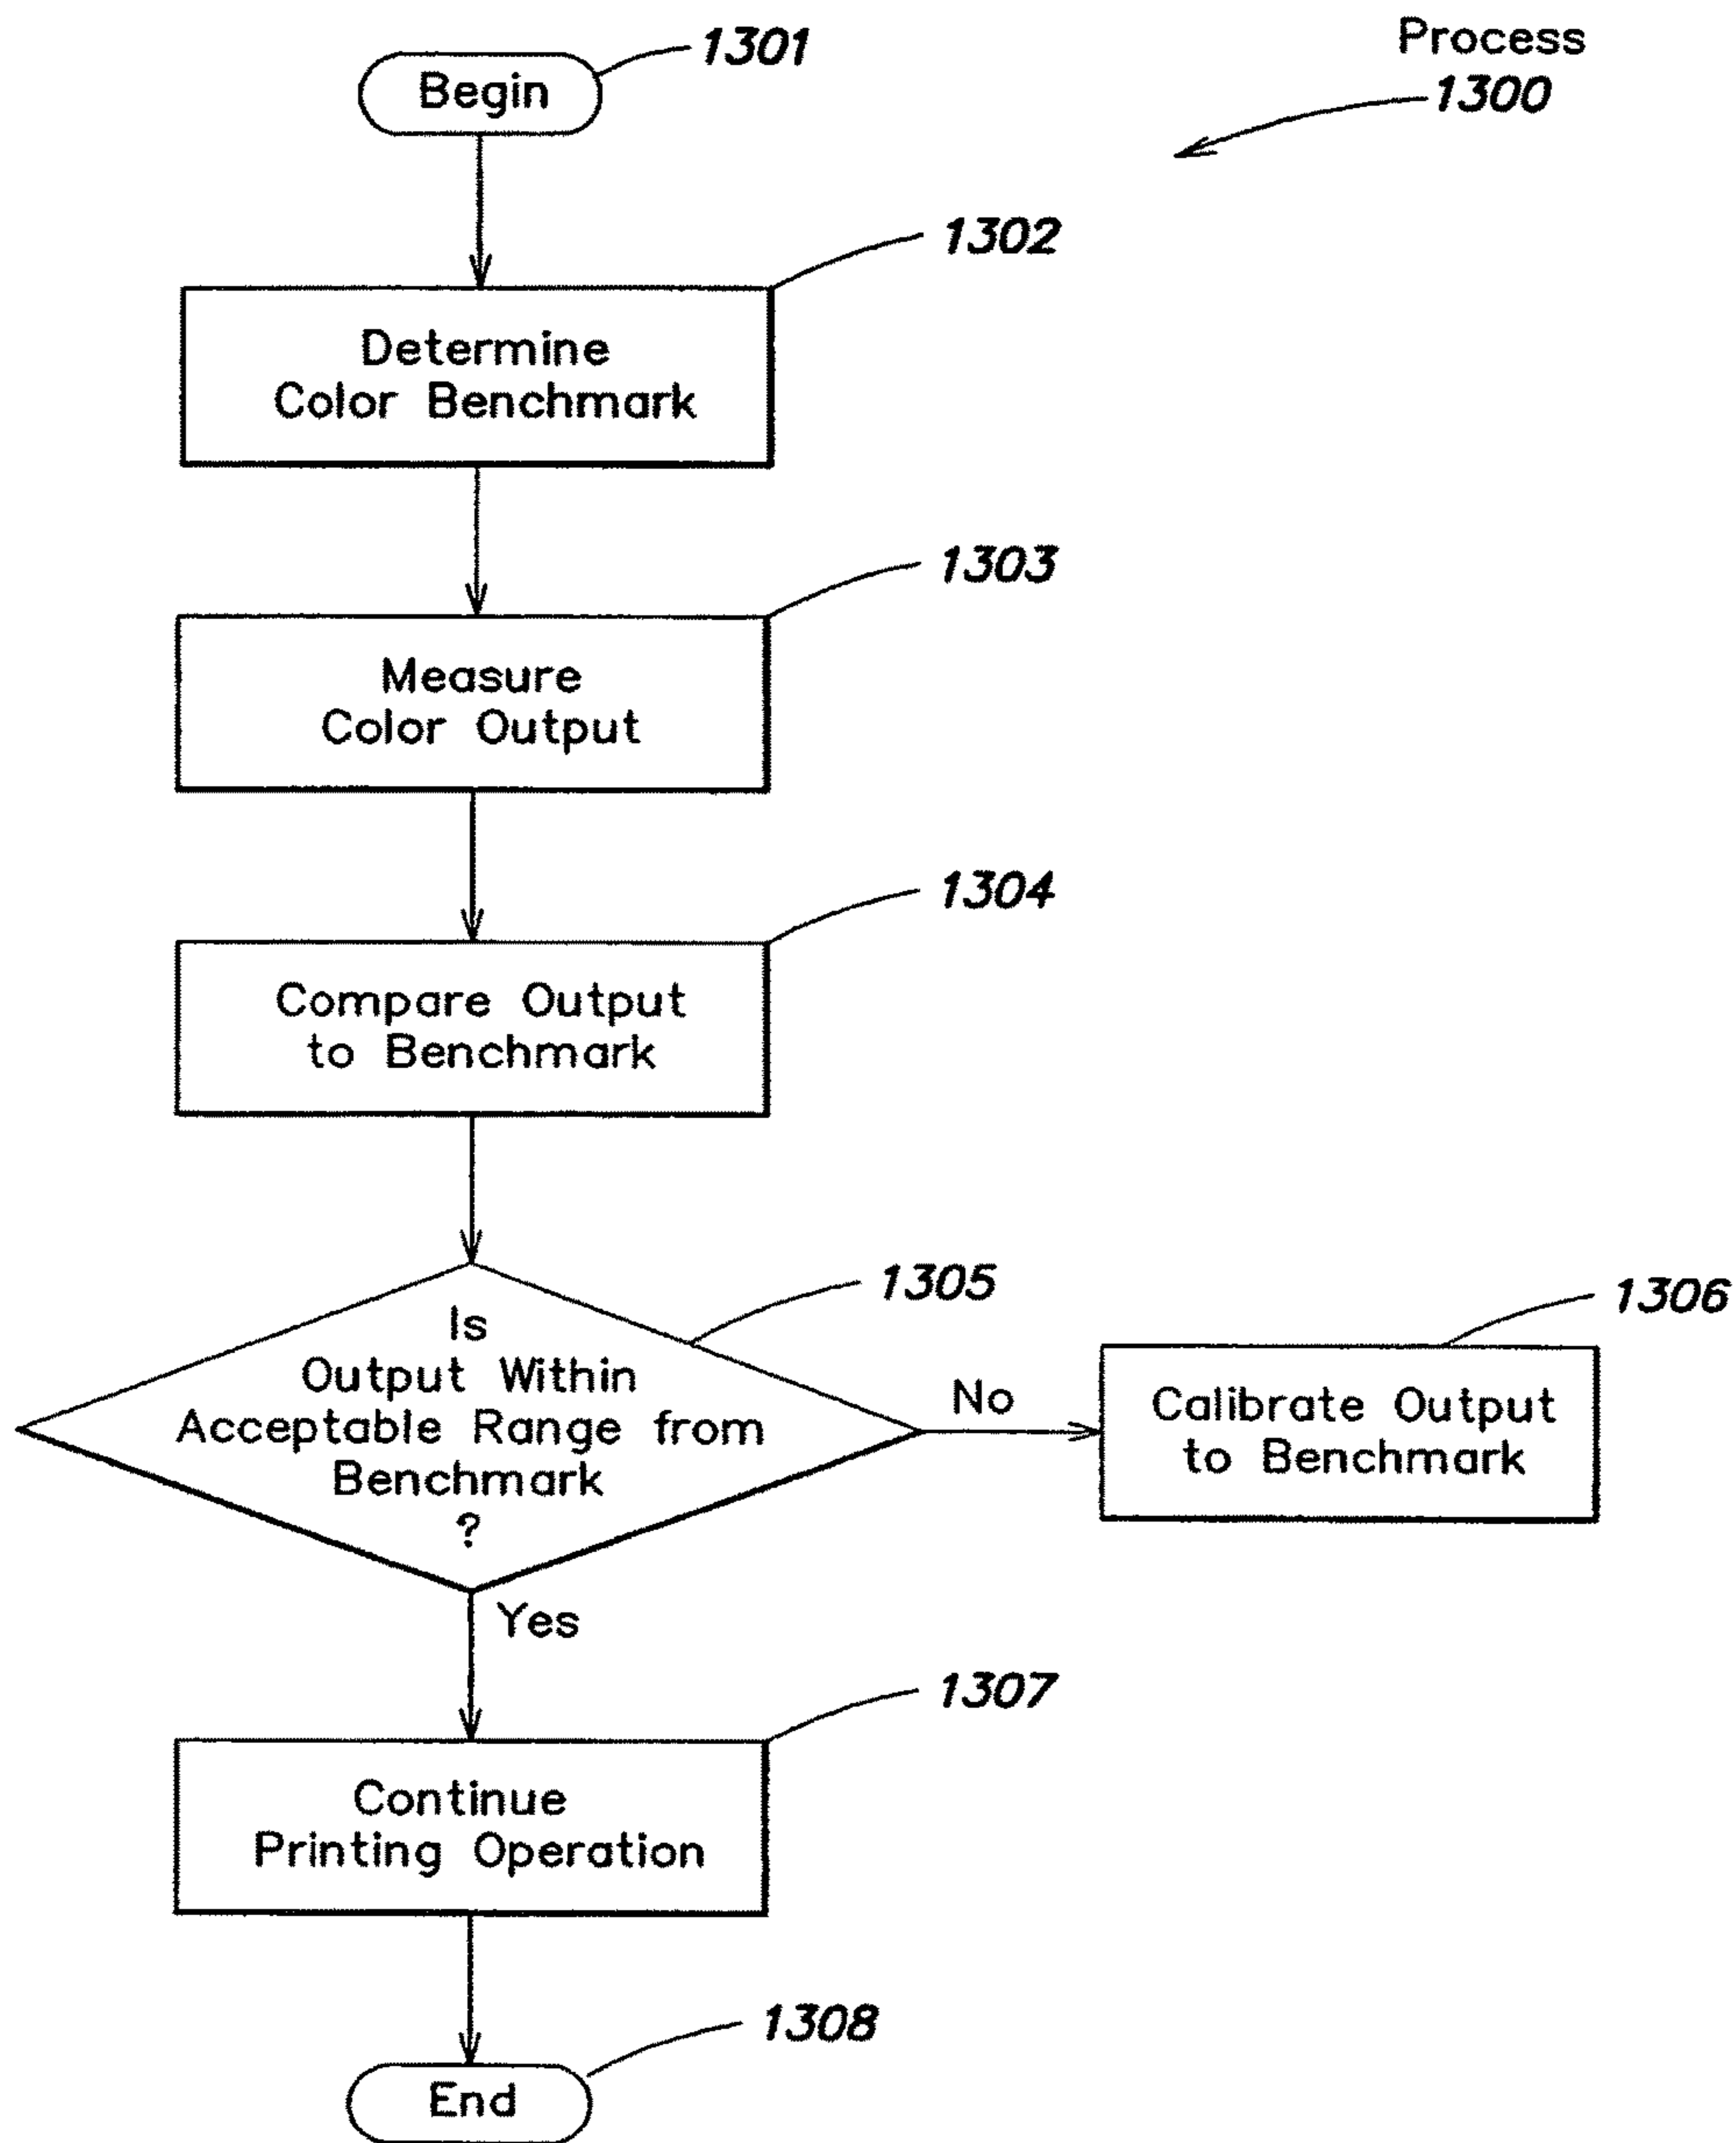 Process
1300
1301
Begin
1302
Determine
Color Benchmark
1303
Measure
Color Output
1304
Compare Output
to Benchmark
1305
Is
Output Within
Acceptable Range from
Benchmark
?
No
1306
Calibrate Output
to Benchmark
Yes
1307
Continue
Printing Operation
1308
End